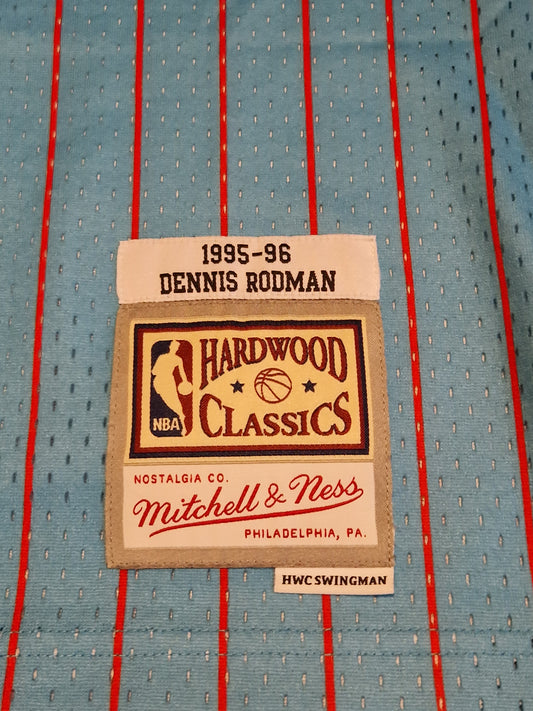 1995-96
DENNIS RODMAN
HARDWOOD
CLASSICS
NBA
NOSTALGIA CO.
Mitchell & Ness
PHILADELPHIA, PA.
HWC SWINGMAN